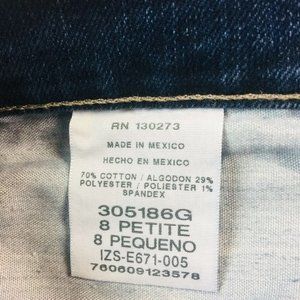 RN 130273
MADE IN MEXICO
HECHO EN MEXICO
70% COTTON / ALGODON 29%
POLYESTER / POLIESTER 1%
SPANDEX
305186G
8 PETITE
8 PEQUENO
IZS-E671-005
760609123578